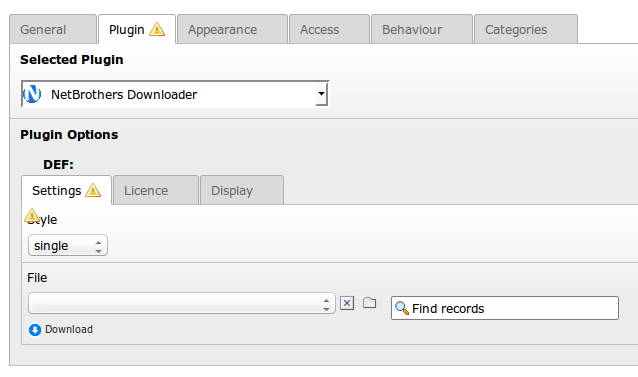 General Plugin Appearance Access Behaviour Categories
Selected Plugin
NetBrothers Downloader
Plugin Options
DEF:
Settings Licence Display
Style
single
File
Find records
Download